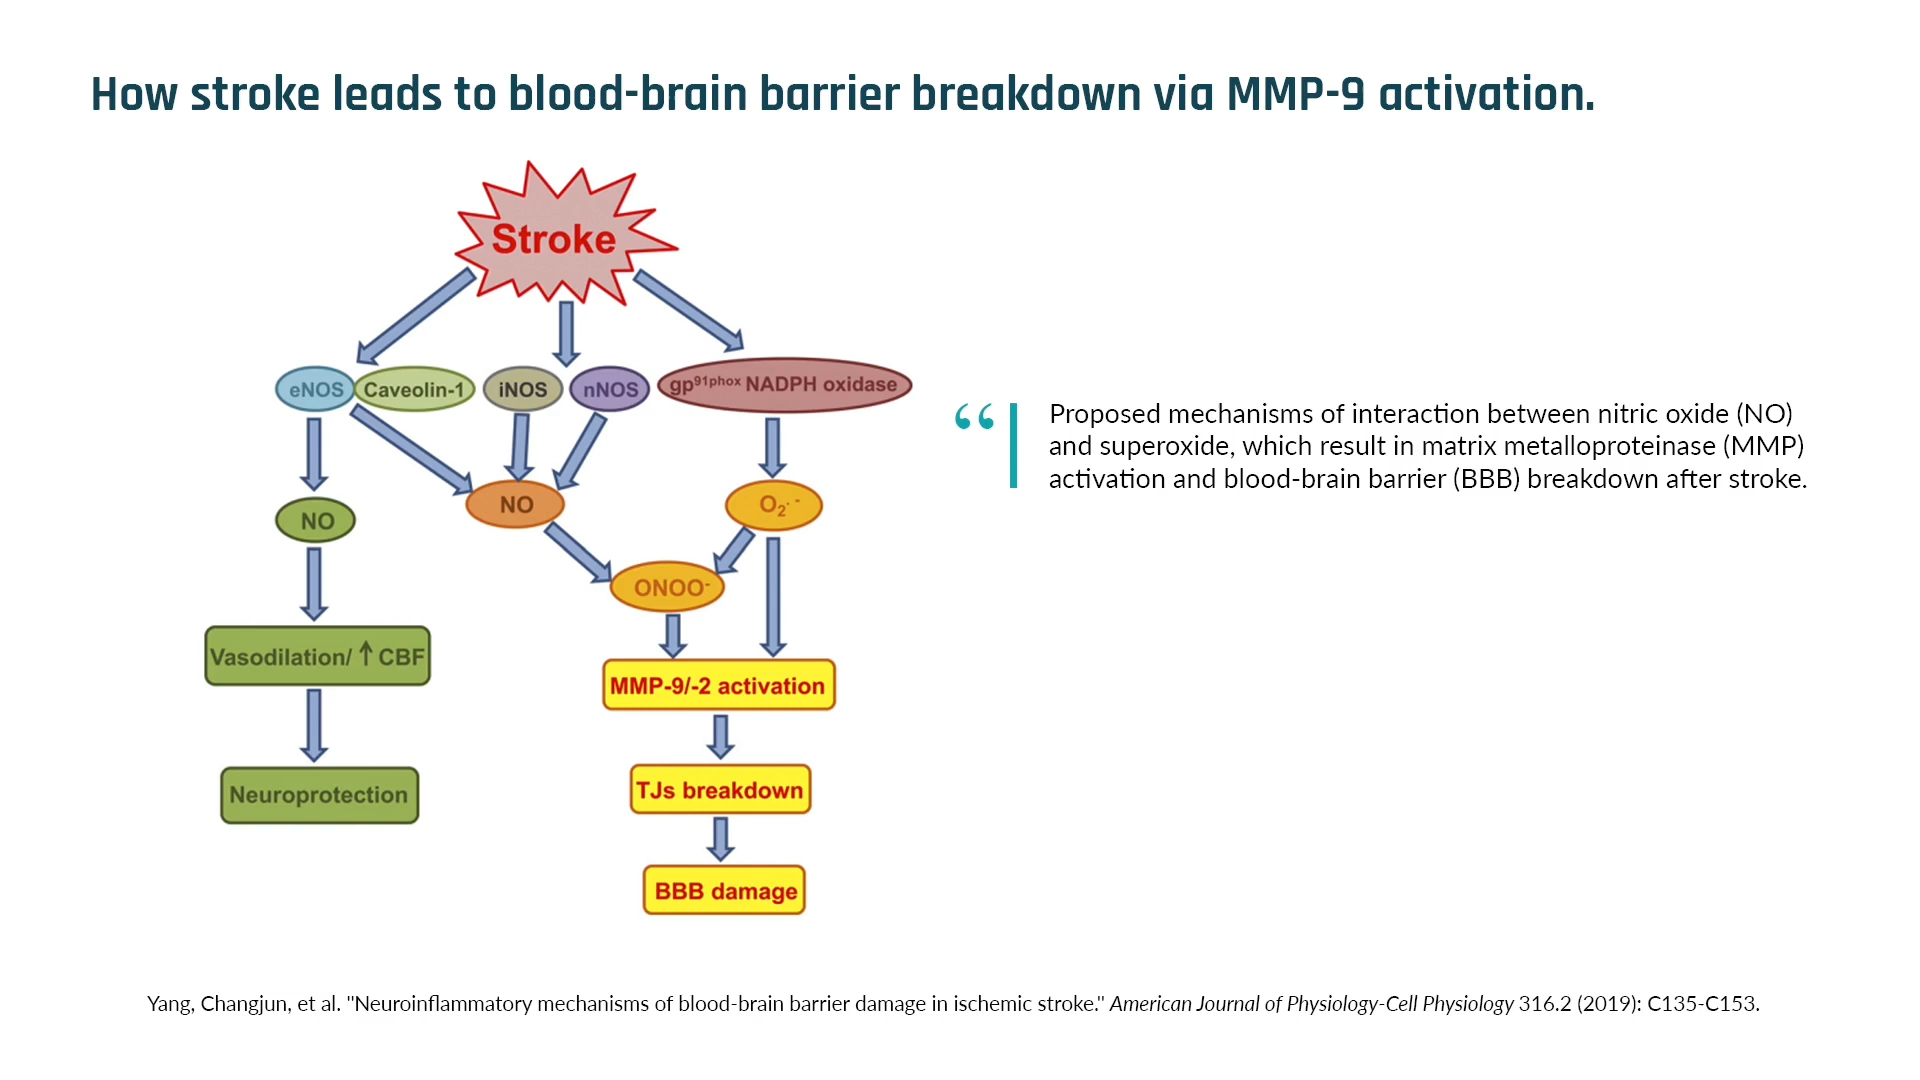 How stroke leads to blood-brain barrier breakdown via MMP-9 activation.
Stroke
eNOS
Caveolin-1
iNOS
nNOS
gp91phox NADPH oxidase
NO
NO
O2·-
ONOO-
Vasodilation/ ↑ CBF
MMP-9/-2 activation
Neuroprotection
TJs breakdown
BBB damage
“
Proposed mechanisms of interaction between nitric oxide (NO)
and superoxide, which result in matrix metalloproteinase (MMP)
activation and blood-brain barrier (BBB) breakdown after stroke.
Yang, Changjun, et al. "Neuroinflammatory mechanisms of blood-brain barrier damage in ischemic stroke." American Journal of Physiology-Cell Physiology 316.2 (2019): C135-C153.